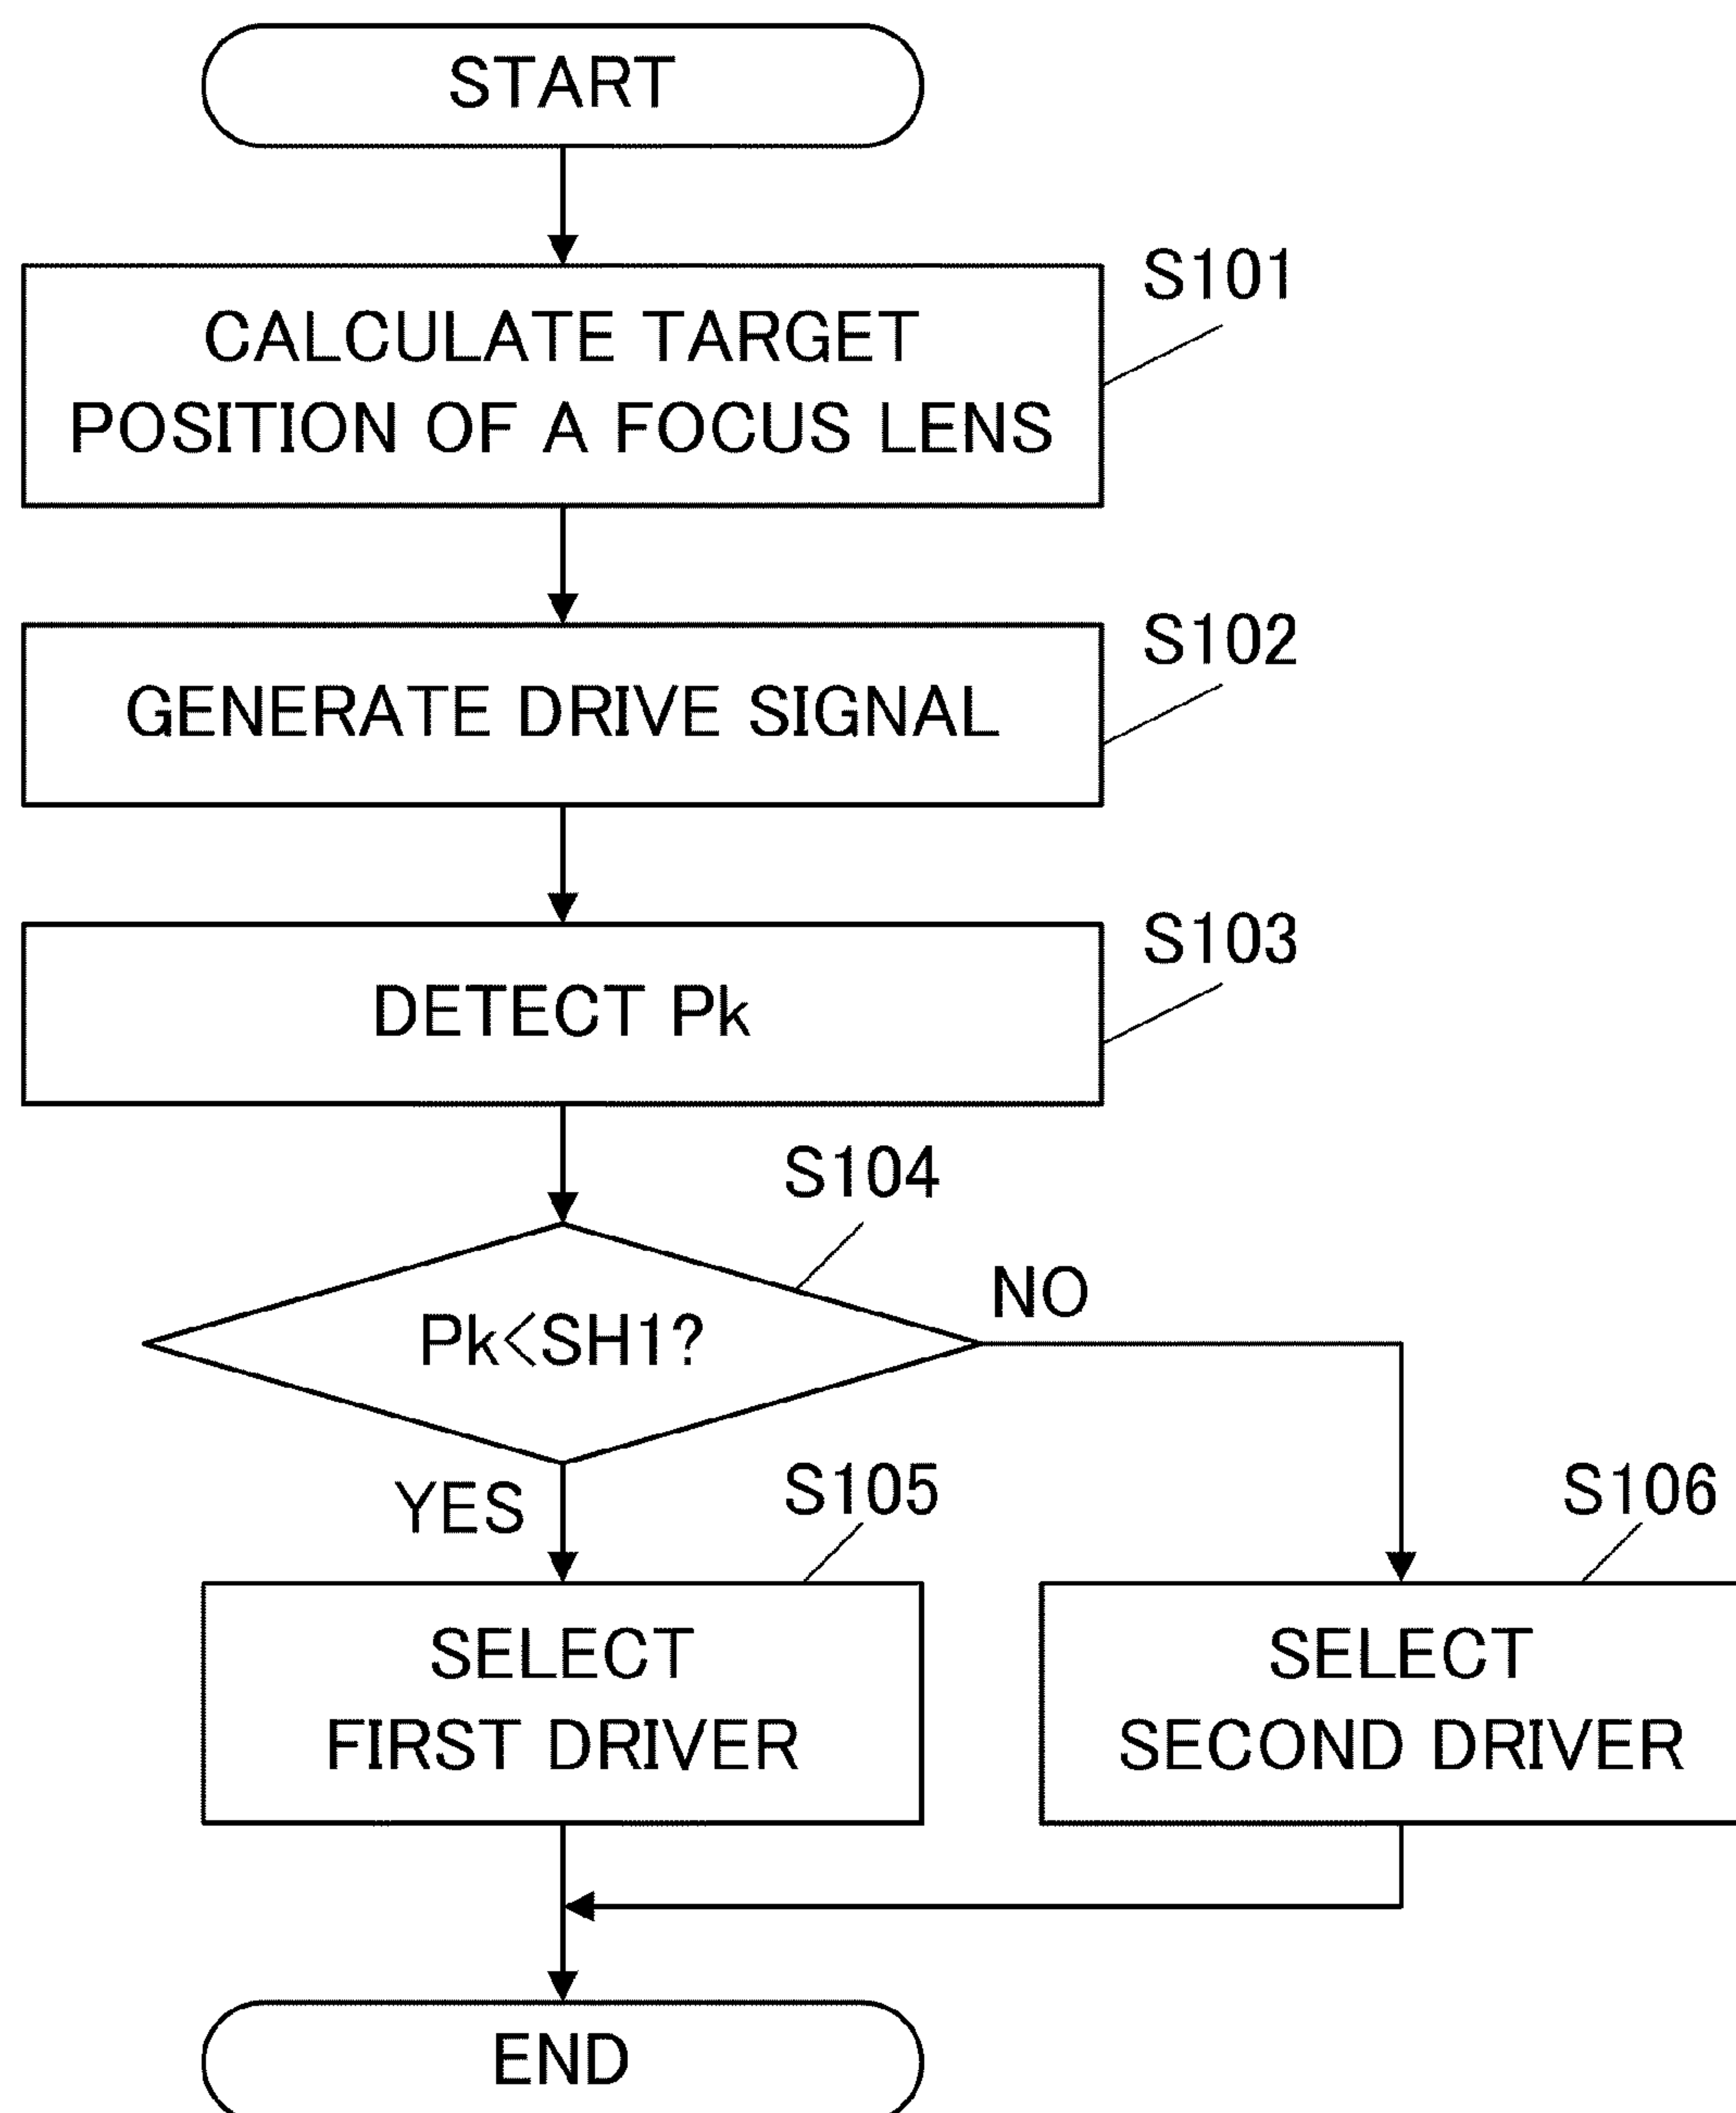 START
S101
CALCULATE TARGET
POSITION OF A FOCUS LENS
S102
GENERATE DRIVE SIGNAL
S103
DETECT Pk
S104
Pk<SH1?
NO
YES
S105
S106
SELECT
FIRST DRIVER
SELECT
SECOND DRIVER
END